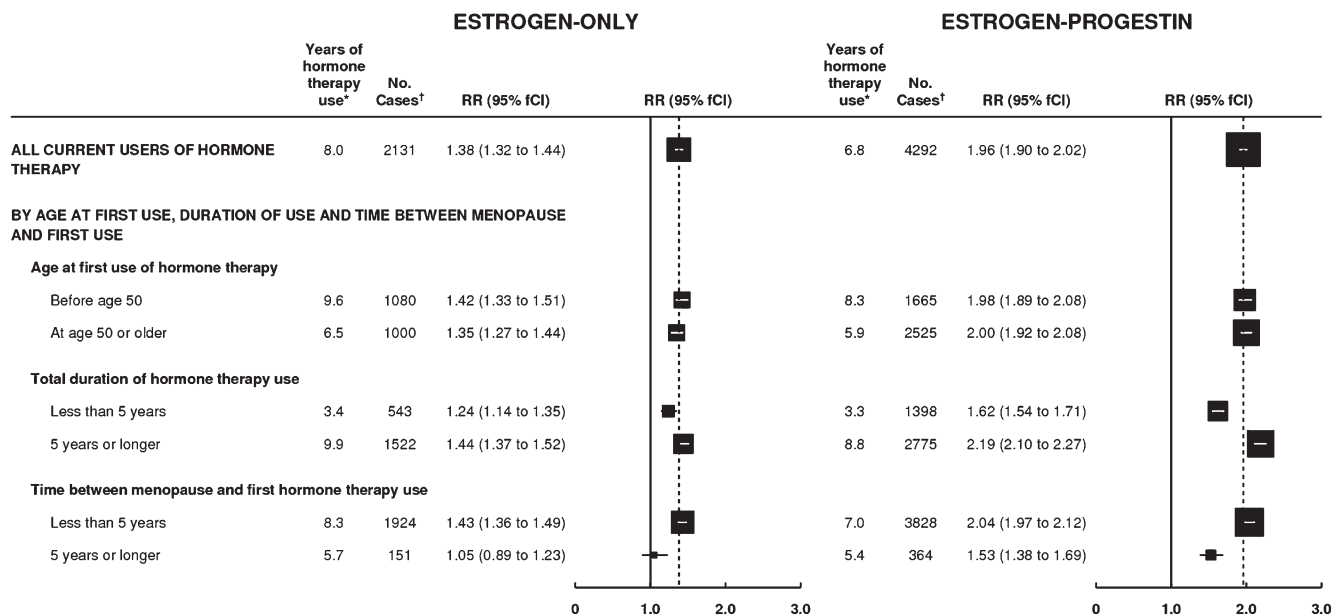 ESTROGEN-ONLY ESTROGEN-PROGESTIN
Years of hormone therapy use* No. Cases† RR (95% fCI) RR (95% fCI) Years of hormone therapy use* No. Cases† RR (95% fCI) RR (95% fCI)
ALL CURRENT USERS OF HORMONE 8.0 2131 1.38 (1.32 to 1.44) 6.8 4292 1.96 (1.90 to 2.02)
THERAPY
BY AGE AT FIRST USE, DURATION OF USE AND TIME BETWEEN MENOPAUSE
AND FIRST USE
Age at first use of hormone therapy
Before age 50 9.6 1080 1.42 (1.33 to 1.51) 8.3 1665 1.98 (1.89 to 2.08)
At age 50 or older 6.5 1000 1.35 (1.27 to 1.44) 5.9 2525 2.00 (1.92 to 2.08)
Total duration of hormone therapy use
Less than 5 years 3.4 543 1.24 (1.14 to 1.35) 3.3 1398 1.62 (1.54 to 1.71)
5 years or longer 9.9 1522 1.44 (1.37 to 1.52) 8.8 2775 2.19 (2.10 to 2.27)
Time between menopause and first hormone therapy use
Less than 5 years 8.3 1924 1.43 (1.36 to 1.49) 7.0 3828 2.04 (1.97 to 2.12)
5 years or longer 5.7 151 1.05 (0.89 to 1.23) 5.4 364 1.53 (1.38 to 1.69)
0 1.0 2.0 3.0 0 1.0 2.0 3.0